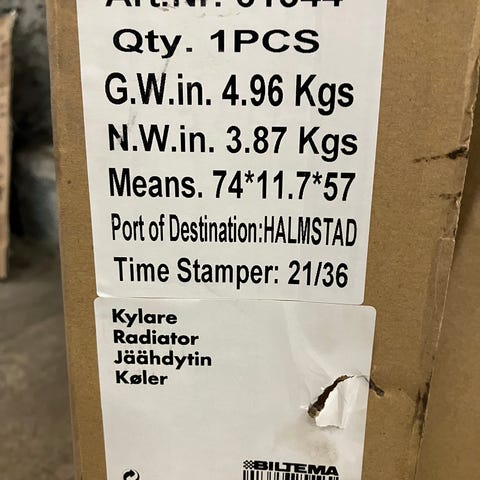 Qty. 1PCS
G.W.in. 4.96 Kgs
N.W.in. 3.87 Kgs
Means. 74*11.7*57
Port of Destination:HALMSTAD
Time Stamper: 21/36
Kylare
Radiator
Jäähdytin
Køler
BILTEMA